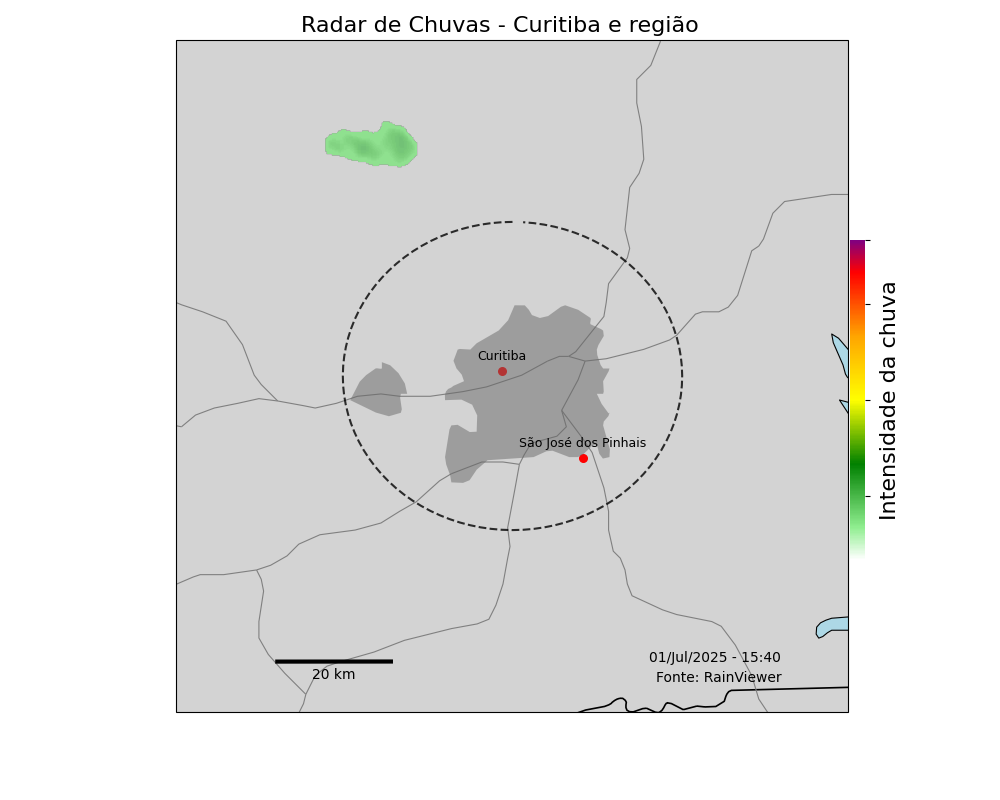 Radar de Chuvas - Curitiba e região
Curitiba
São José dos Pinhais
Intensidade da chuva
01/Jul/2025 - 15:40
20 km
Fonte: RainViewer